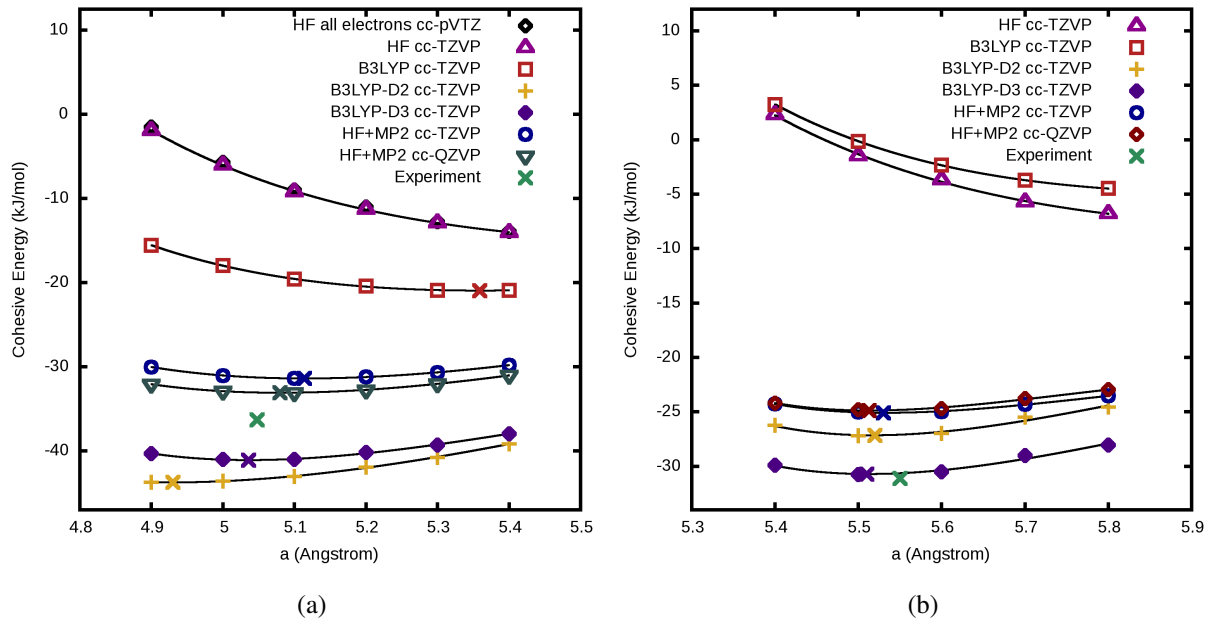 HF all electrons cc-pVTZ
HF cc-TZVP
B3LYP cc-TZVP
B3LYP-D2 cc-TZVP
B3LYP-D3 cc-TZVP
HF+MP2 cc-TZVP
HF+MP2 cc-QZVP
Experiment
10
0
-10
-20
-30
-40
Cohesive Energy (kJ/mol)
4.8 4.9 5 5.1 5.2 5.3 5.4 5.5
a (Angstrom)
(a)
HF cc-TZVP
B3LYP cc-TZVP
B3LYP-D2 cc-TZVP
B3LYP-D3 cc-TZVP
HF+MP2 cc-TZVP
HF+MP2 cc-QZVP
Experiment
10
5
0
-5
-10
-15
-20
-25
-30
Cohesive Energy (kJ/mol)
5.3 5.4 5.5 5.6 5.7 5.8 5.9
a (Angstrom)
(b)